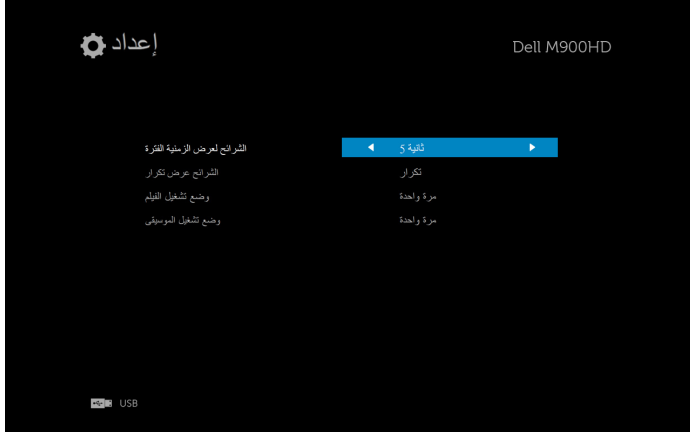 إعداد
Dell M900HD
الشرائح لعرض الزمنية الفترة
ثانية 5
الشرائح عرض تكرار
تكرار
وضع تشغيل الفيلم
مرة واحدة
وضع تشغيل الموسيقى
مرة واحدة
USB